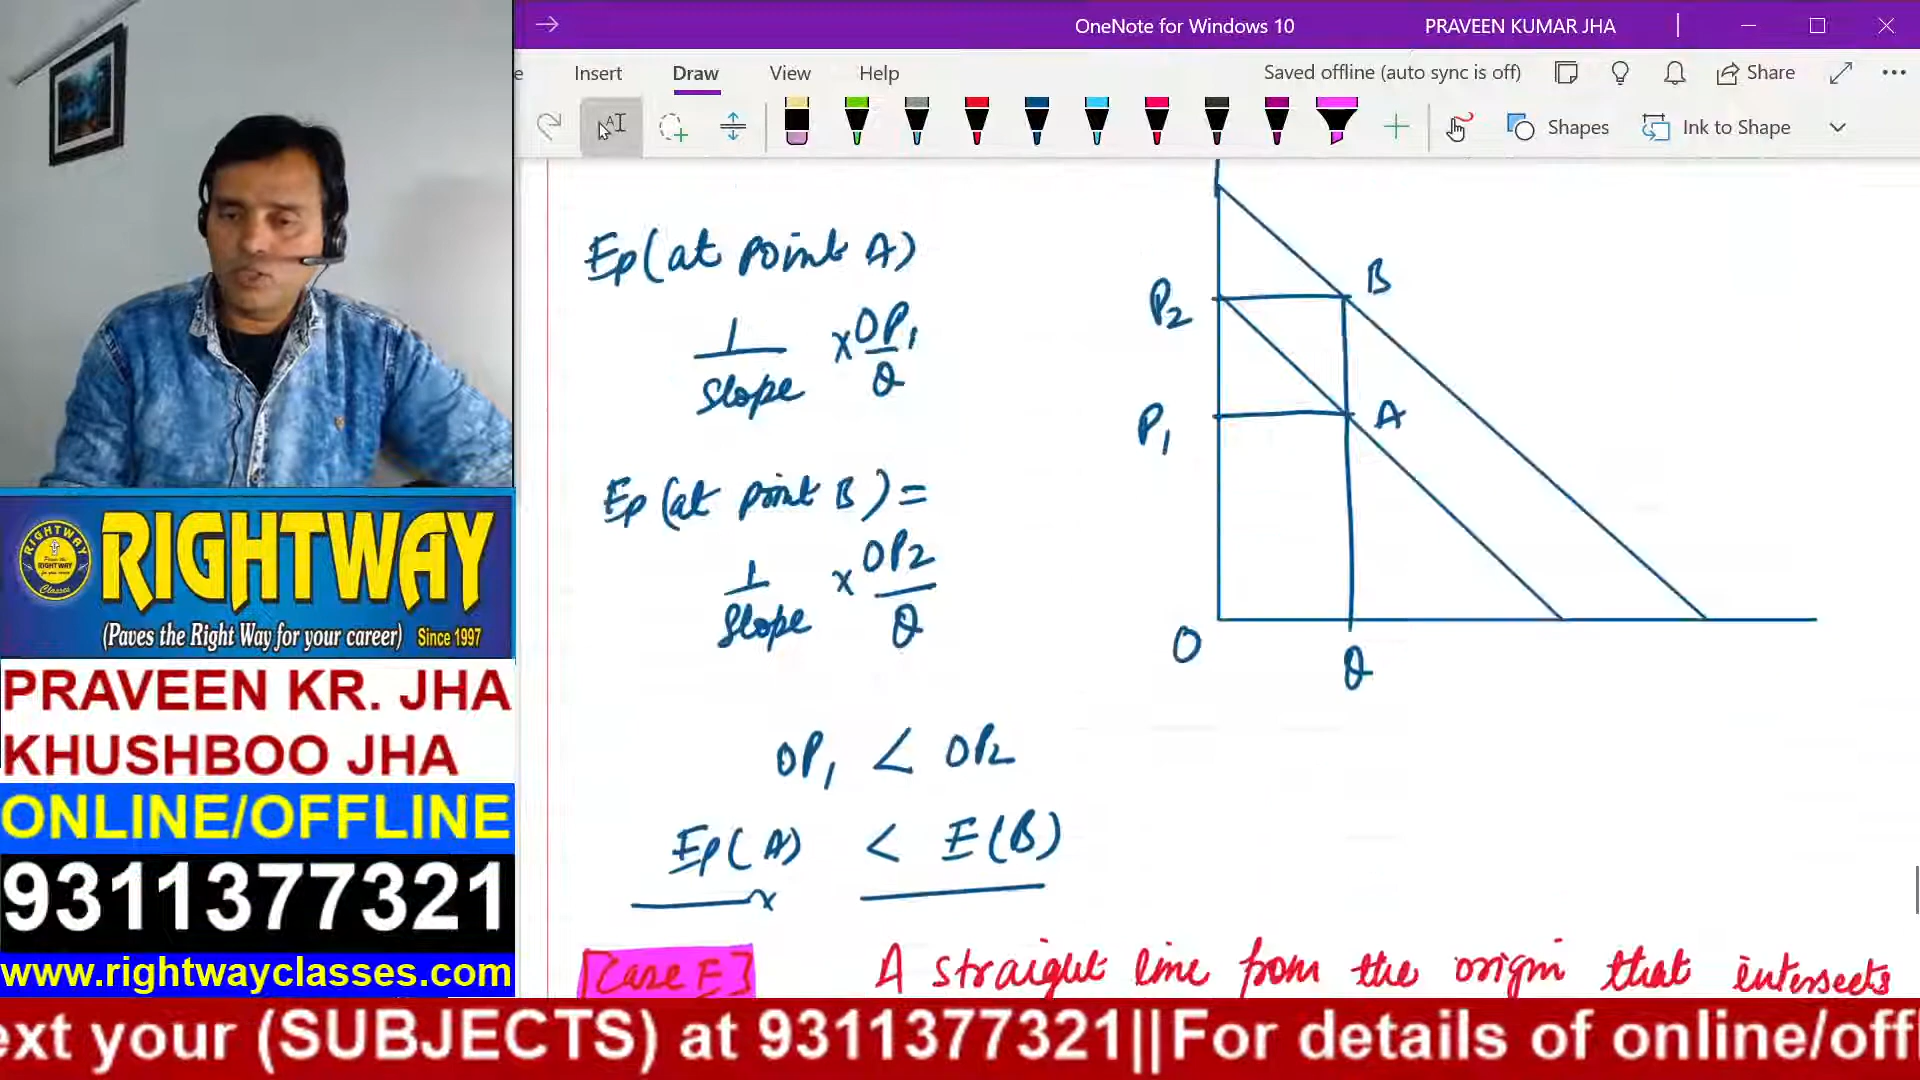 OneNote for Windows 10
PRAVEEN KUMAR JHA
Insert
Draw
View
Help
Saved offline (auto sync is off)
Share
Shapes
Ink to Shape
Ep (at point A)
1
slope
x OP1
Q
Ep (at point B) =
1
slope
x OP2
Q
OP1 < OP2
Ep(A) < E(B)
P2
B
P1
A
O
Q
[Case E] A straight line from the origin that intersects
RIGHTWAY
RIGHTWAY
Classes
(Paves the Right Way for your career) Since 1997
PRAVEEN KR. JHA
KHUSHBOO JHA
ONLINE/OFFLINE
9311377321
www.rightwayclasses.com
ext your (SUBJECTS) at 9311377321||For details of online/off